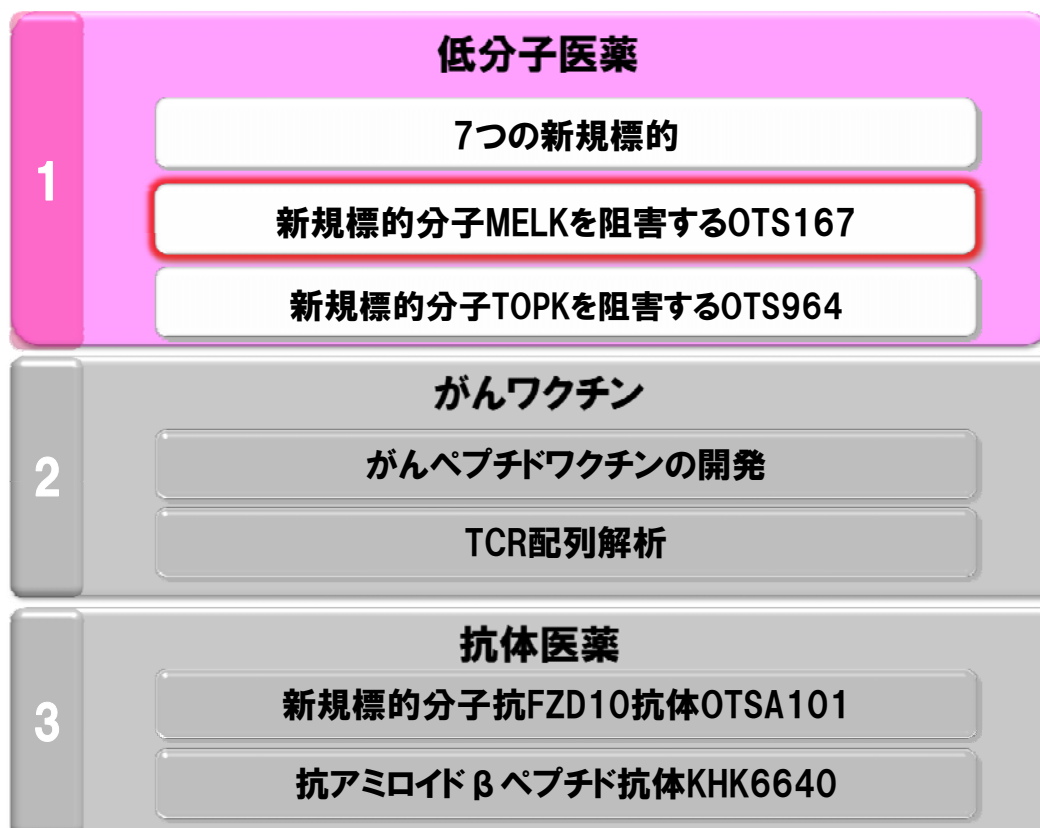 1
低分子医薬
7つの新規標的
新規標的分子MELKを阻害するOTS167
新規標的分子TOPKを阻害するOTS964
2
がんワクチン
がんペプチドワクチンの開発
TCR配列解析
3
抗体医薬
新規標的分子抗FZD10抗体OTSA101
抗アミロイドβペプチド抗体KHK6640